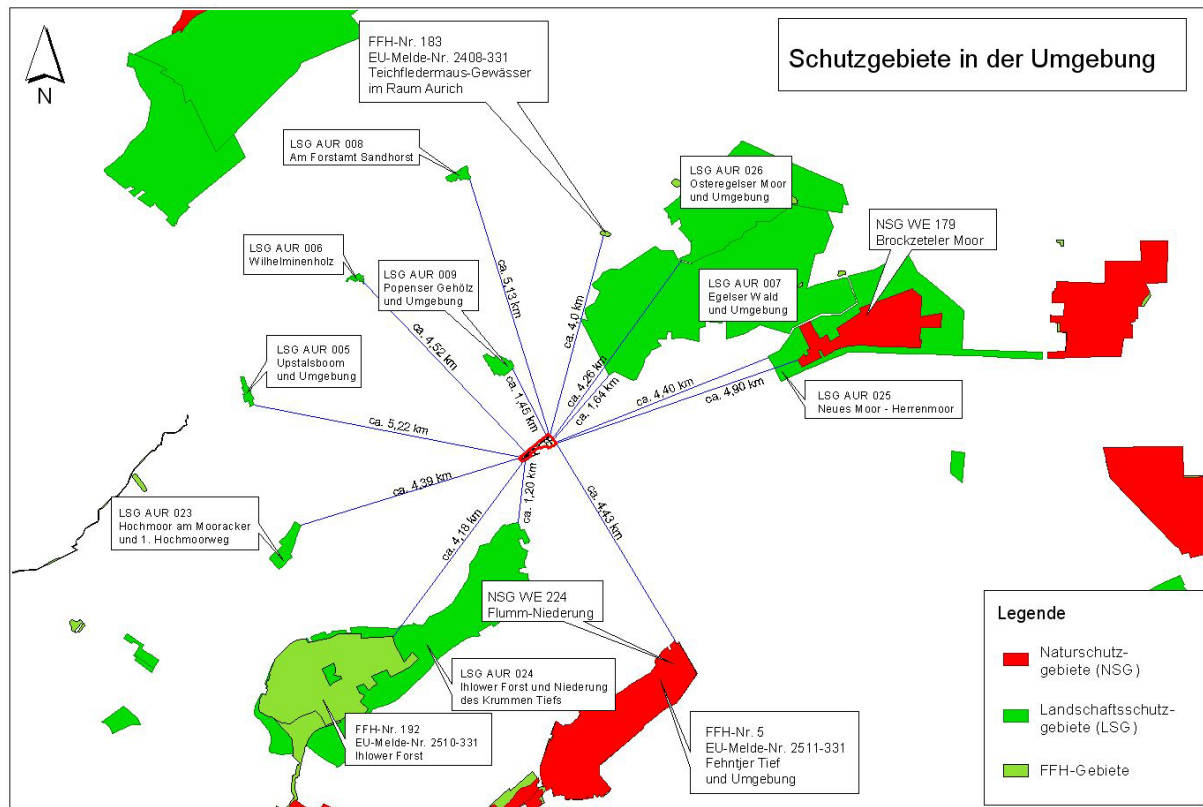 Schutzgebiete in der Umgebung
N
FFH-Nr. 183
EU-Melde-Nr. 2408-331
Teichfledermaus-Gewässer
im Raum Aurich
LSG AUR 008
Am Forstamt Sandhorst
LSG AUR 026
Osteregelser Moor
und Umgebung
NSG WE 179
Brockzeteler Moor
LSG AUR 006
Wilhelminenholz
LSG AUR 009
Popenser Gehölz
und Umgebung
LSG AUR 007
Egelser Wald
und Umgebung
LSG AUR 005
Upstalsboom
und Umgebung
LSG AUR 025
Neues Moor - Herrenmoor
ca. 5,13 km
ca. 4,0 km
ca. 4,52 km
ca. 1,45 km
ca. 4,26 km
ca. 1,64 km
ca. 4,40 km
ca. 4,90 km
ca. 5,22 km
ca. 4,39 km
ca. 1,20 km
ca. 4,18 km
ca. 4,43 km
LSG AUR 023
Hochmoor am Mooracker
und 1. Hochmoorweg
NSG WE 224
Flumm-Niederung
LSG AUR 024
Ihlower Forst und Niederung
des Krummen Tiefs
FFH-Nr. 192
EU-Melde-Nr. 2510-331
Ihlower Forst
FFH-Nr. 5
EU-Melde-Nr. 2511-331
Fehntjer Tief
und Umgebung
Legende
Naturschutz-
gebiete (NSG)
Landschaftsschutz-
gebiete (LSG)
FFH-Gebiete